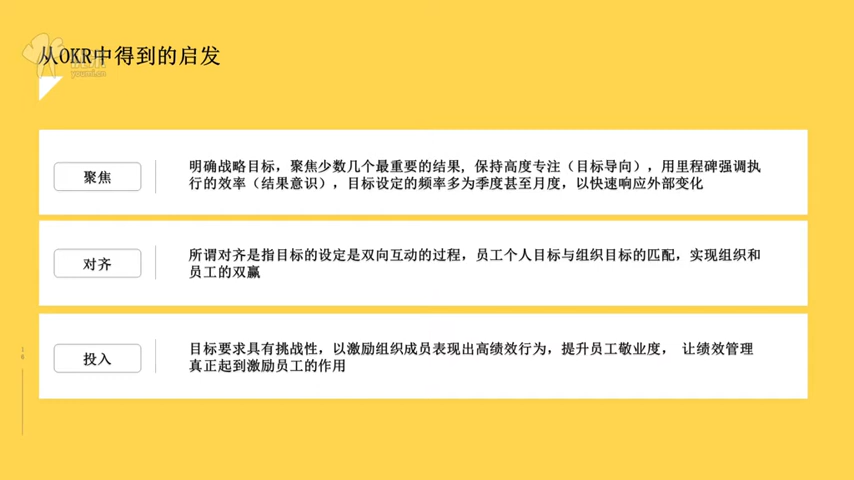 从OKR中得到的启发
yruimi.cn
聚焦
明确战略目标，聚焦少数几个最重要的结果，保持高度专注（目标导向），用里程碑强调执
行的效率（结果意识），目标设定的频率多为季度甚至月度，以快速响应外部变化
对齐
所谓对齐是指目标的设定是双向互动的过程，员工个人目标与组织目标的匹配，实现组织和
员工的双赢
投入
目标要求具有挑战性，以激励组织成员表现出高绩效行为，提升员工敬业度， 让绩效管理
真正起到激励员工的作用